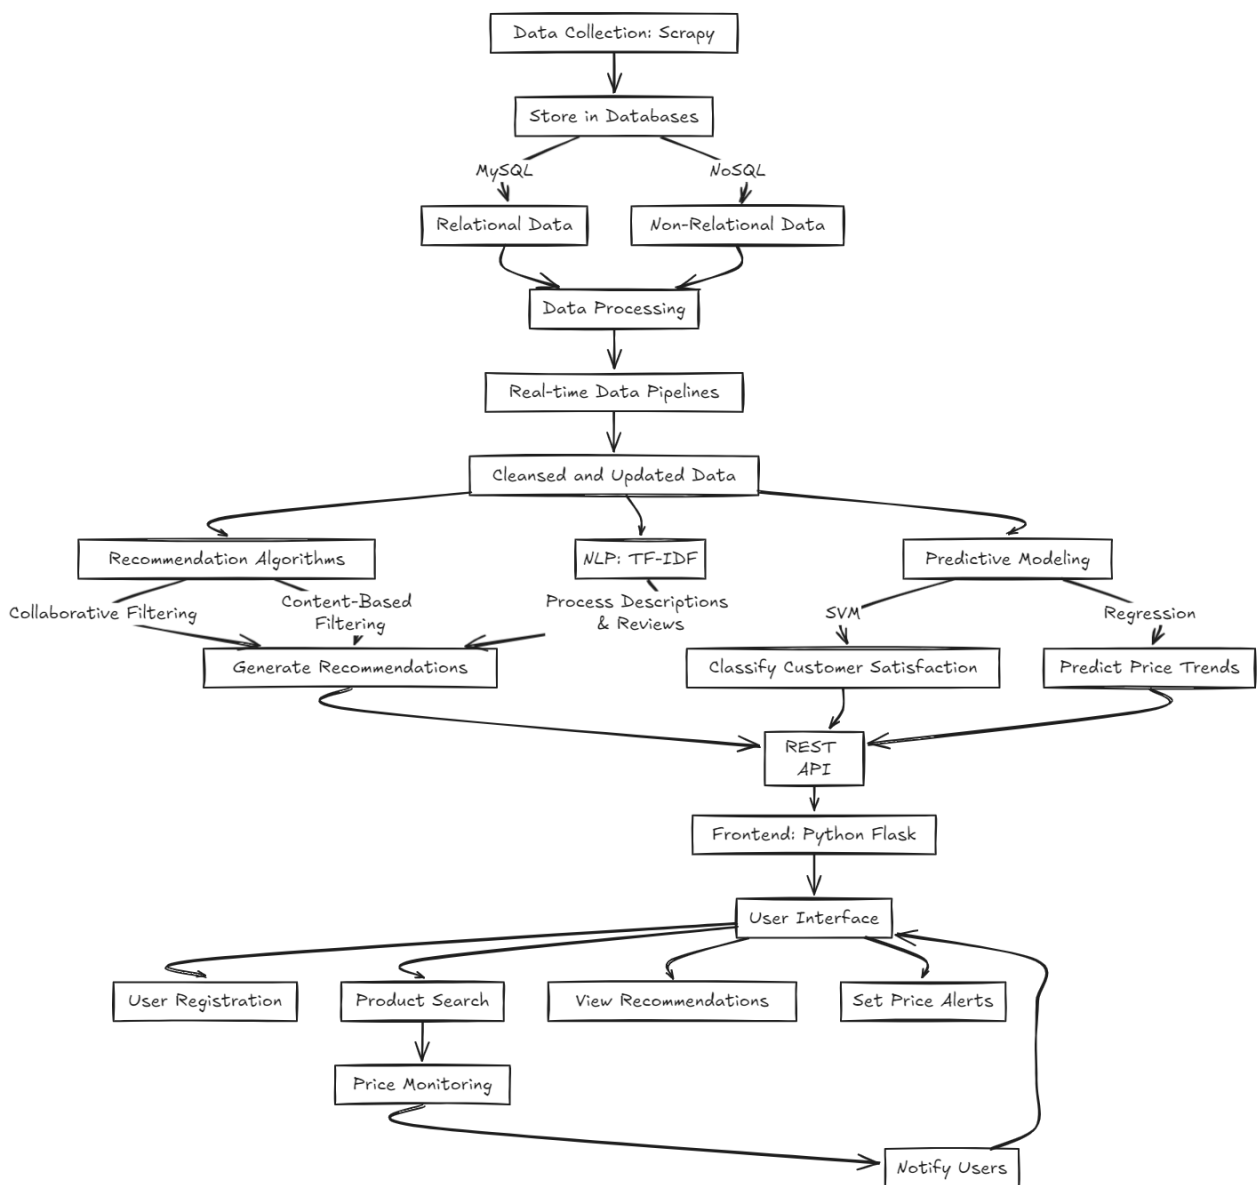 Data Collection: Scrapy
Store in Databases
MySQL
NoSQL
Relational Data
Non-Relational Data
Data Processing
Real-time Data Pipelines
Cleansed and Updated Data
Recommendation Algorithms
NLP: TF-IDF
Predictive Modeling
Collaborative Filtering
Content-Based
Filtering
Process Descriptions
& Reviews
SVM
Regression
Generate Recommendations
Classify Customer Satisfaction
Predict Price Trends
REST
API
Frontend: Python Flask
User Interface
User Registration
Product Search
View Recommendations
Set Price Alerts
Price Monitoring
Notify Users